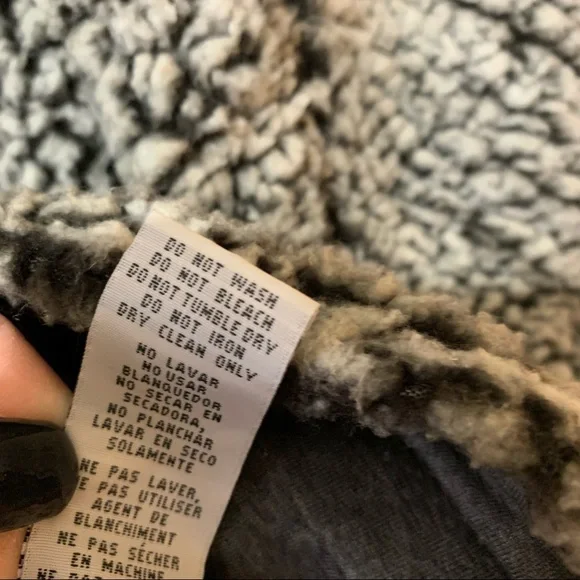 DO NOT WASH
DO NOT BLEACH
DO NOT TUMBLE DRY
DO NOT IRON
DRY CLEAN ONLY
NO LAVAR
NO USAR
BLANQUEDOR
NO SECAR EN
SECADORA,
NO PLANCHAR
LAVAR EN SECO
SOLAMENTE
NE PAS LAVER,
PAS UTILISER
AGENT DE
BLANCHIMENT
NE PAS SÉCHER
EN MACHINE
NE